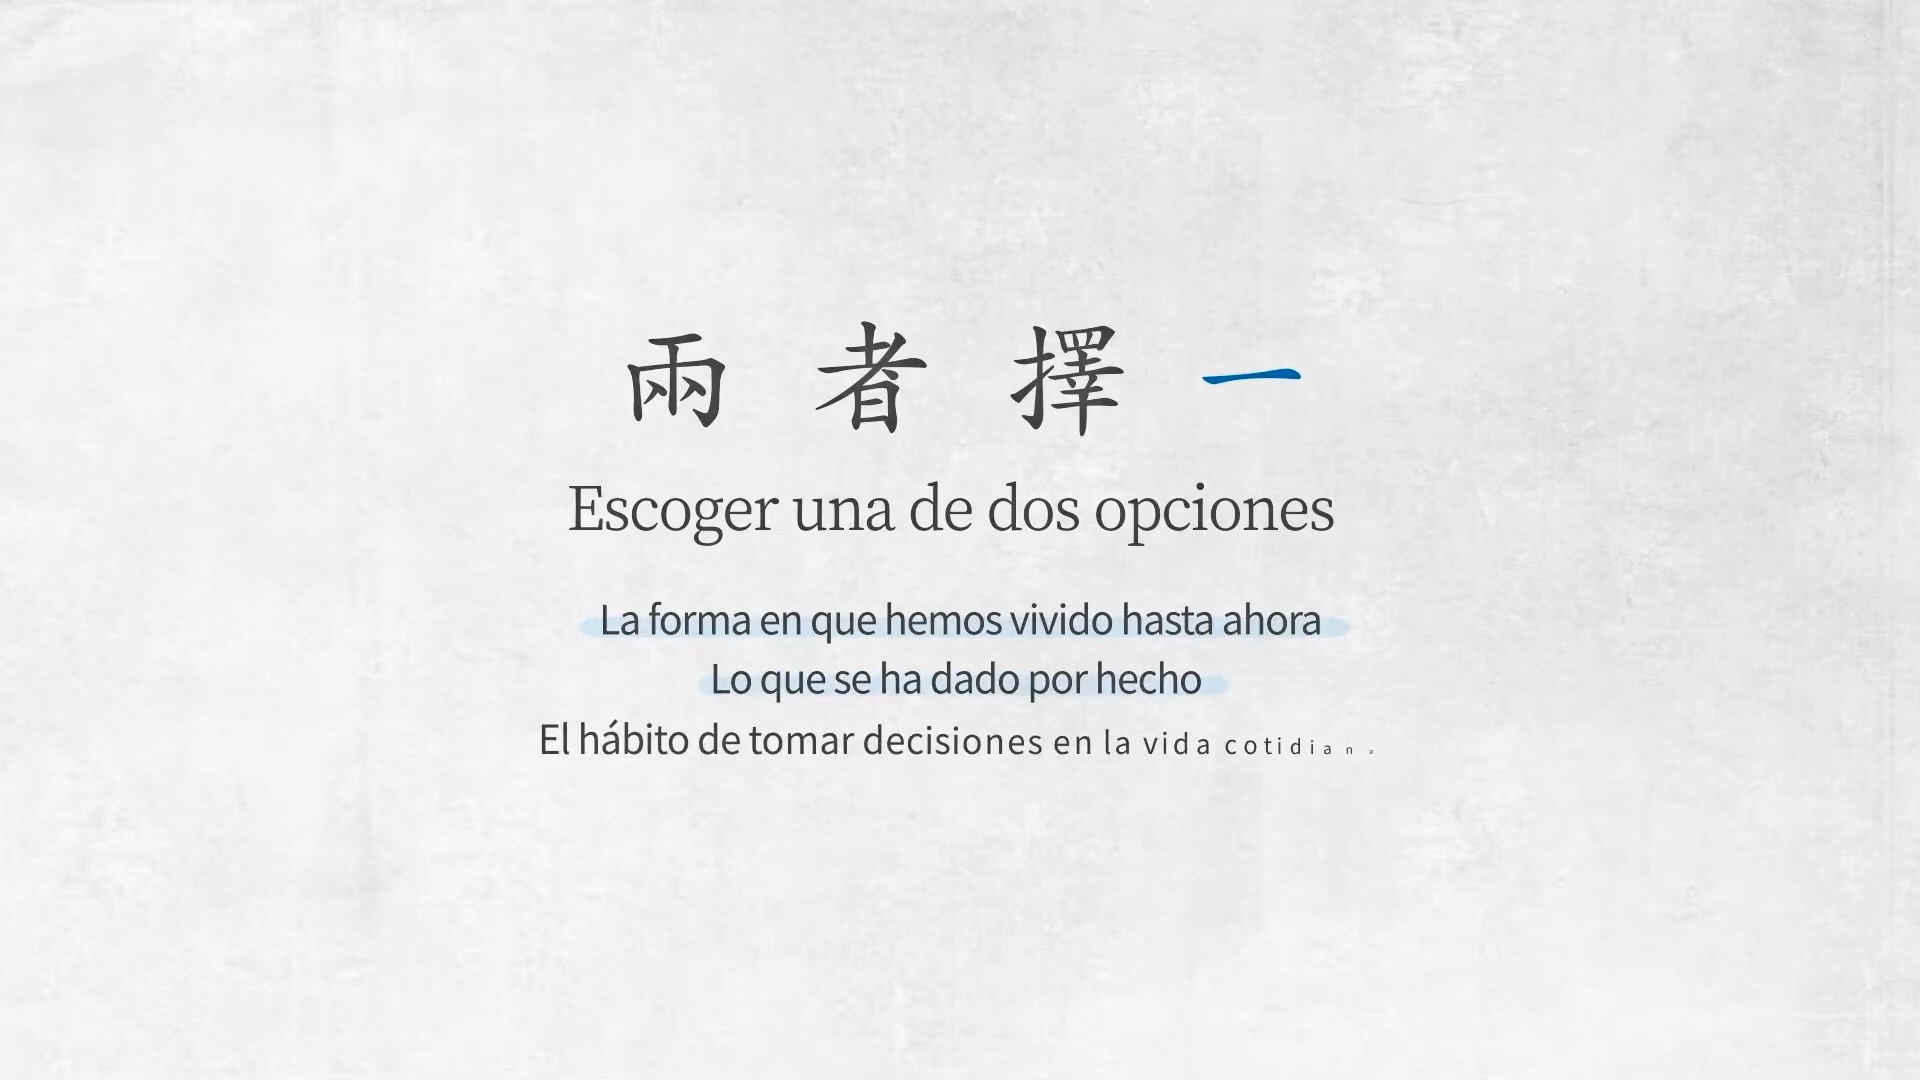 兩者擇一
Escoger una de dos opciones
La forma en que hemos vivido hasta ahora
Lo que se ha dado por hecho
El hábito de tomar decisiones en la vida cotidiana